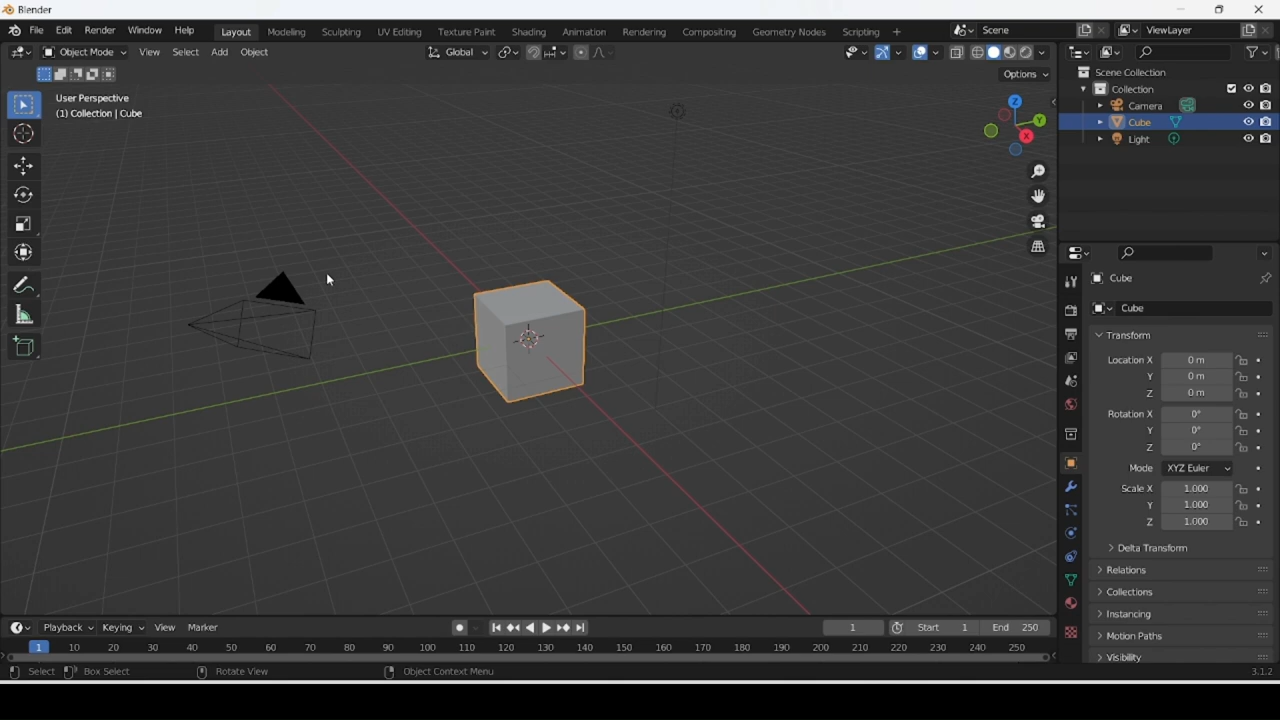 Blender
File Edit Render Window Help Layout Modeling Sculpting UV Editing Texture Paint Shading Animation Rendering Compositing Geometry Nodes Scripting + Scene ViewLayer
Object Mode View Select Add Object Global
Options
User Perspective
(1) Collection | Cube
Z
Y
X
Scene Collection
Collection
Camera
Cube
Light
Cube
Cube
Transform
Location X 0 m
Y 0 m
Z 0 m
Rotation X 0°
Y 0°
Z 0°
Mode XYZ Euler
Scale X 1.000
Y 1.000
Z 1.000
Delta Transform
Relations
Collections
Instancing
Motion Paths
Visibility
Playback Keying View Marker 1 Start 1 End 250
1 10 20 30 40 50 60 70 80 90 100 110 120 130 140 150 160 170 180 190 200 210 220 230 240 250
Select Box Select Rotate View Object Context Menu 3.1.2